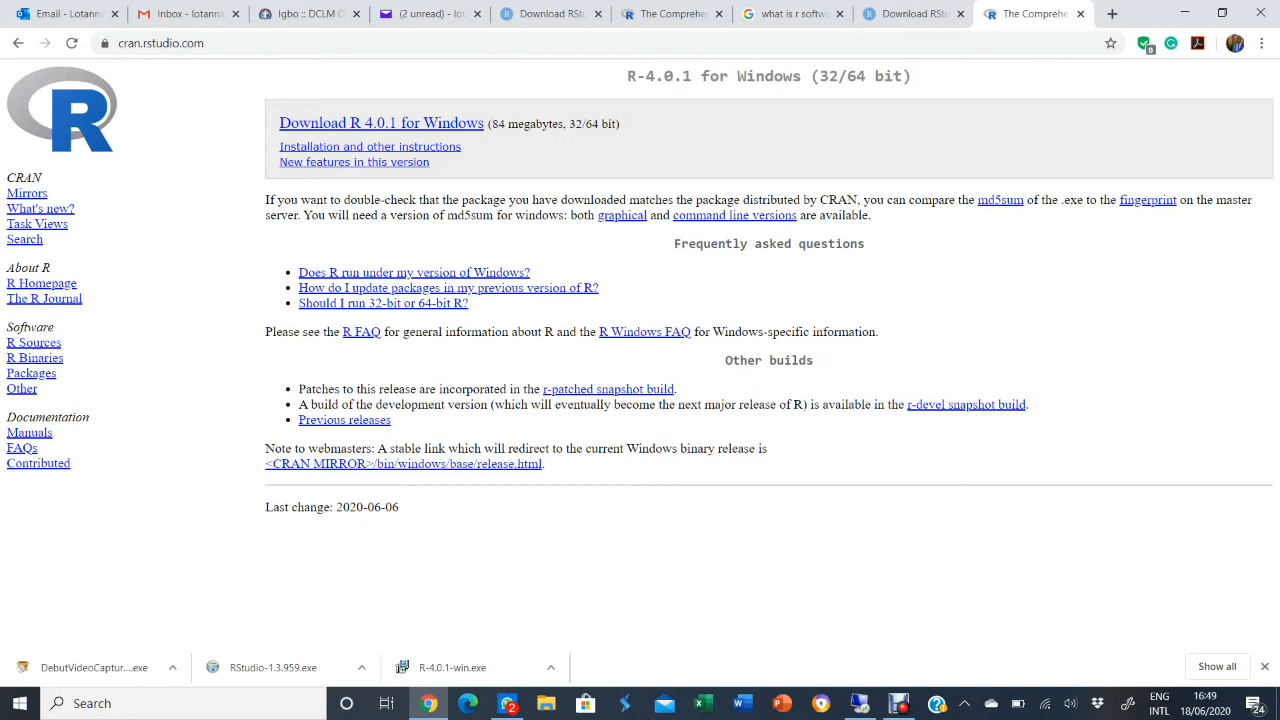 Email - Lotann
Inbox - lotanna
Igbo :: DCLM C
(2 unread) - lot
Download RStu
The Comprehe
what is r softwa
Download RStu
The Comprehe
cran.rstudio.com
0
R
R-4.0.1 for Windows (32/64 bit)
Download R 4.0.1 for Windows (84 megabytes, 32/64 bit)
Installation and other instructions
New features in this version
CRAN
Mirrors
What's new?
Task Views
Search
About R
R Homepage
The R Journal
Software
R Sources
R Binaries
Packages
Other
Documentation
Manuals
FAQs
Contributed
If you want to double-check that the package you have downloaded matches the package distributed by CRAN, you can compare the md5sum of the .exe to the fingerprint on the master
server. You will need a version of md5sum for windows: both graphical and command line versions are available.
Frequently asked questions
• Does R run under my version of Windows?
• How do I update packages in my previous version of R?
• Should I run 32-bit or 64-bit R?
Please see the R FAQ for general information about R and the R Windows FAQ for Windows-specific information.
Other builds
• Patches to this release are incorporated in the r-patched snapshot build.
• A build of the development version (which will eventually become the next major release of R) is available in the r-devel snapshot build.
• Previous releases
Note to webmasters: A stable link which will redirect to the current Windows binary release is
<CRAN MIRROR>/bin/windows/base/release.html.
Last change: 2020-06-06
DebutVideoCaptur....exe
RStudio-1.3.959.exe
R-4.0.1-win.exe
Show all
Search
2
ENG
INTL
16:49
18/06/2020
24